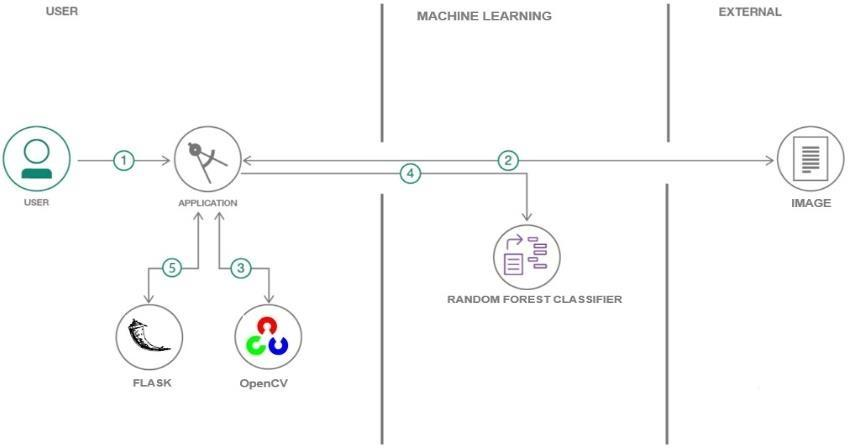 USER
MACHINE LEARNING
EXTERNAL
1
2
4
USER
APPLICATION
IMAGE
5
3
RANDOM FOREST CLASSIFIER
FLASK
OpenCV